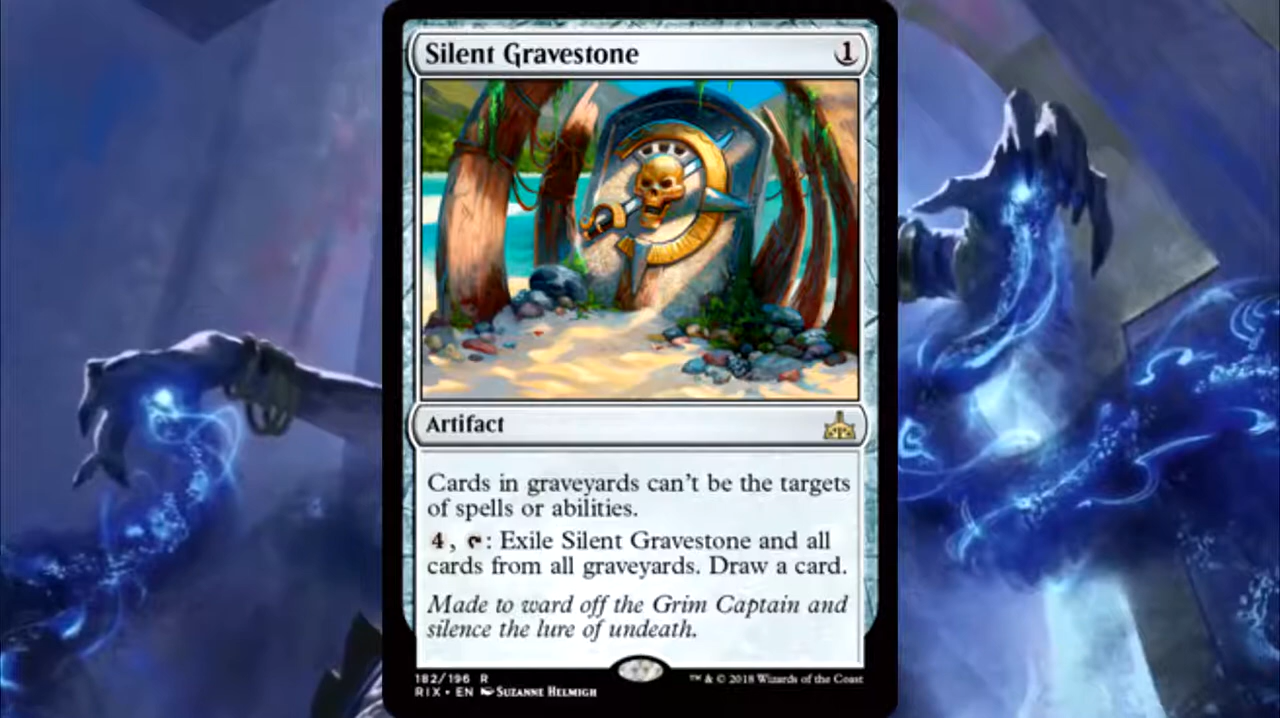 Silent Gravestone 1
Artifact
Cards in graveyards can't be the targets
of spells or abilities.
4, : Exile Silent Gravestone and all
cards from all graveyards. Draw a card.
Made to ward off the Grim Captain and
silence the lure of undeath.
182/196 R
RIX • EN Suzanne Helmigh
™ & © 2018 Wizards of the Coast